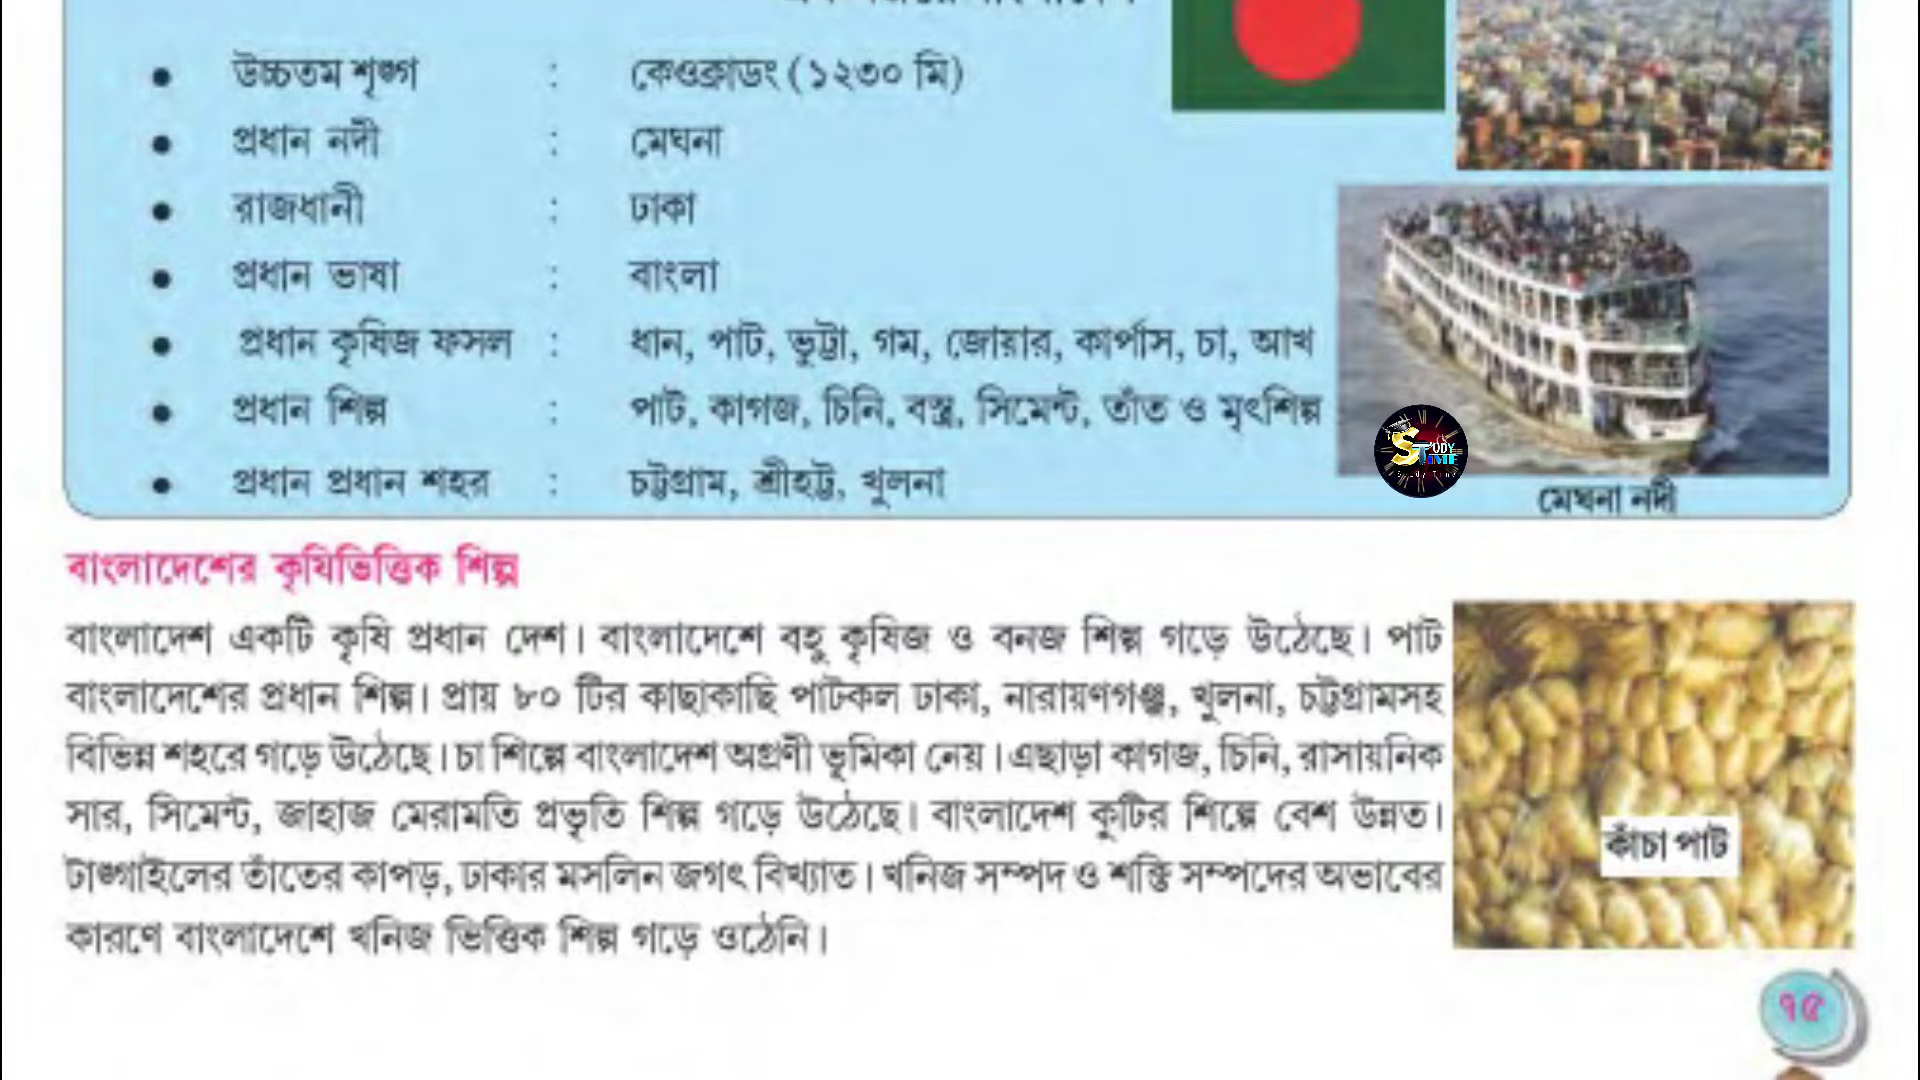 উচ্চতম শৃঙ্গ : কেওক্রাডং (১২৩০ মি)
প্রধান নদী : মেঘনা
রাজধানী : ঢাকা
প্রধান ভাষা : বাংলা
প্রধান কৃষিজ ফসল : ধান, পাট, ভুট্টা, গম, জোয়ার, কার্পাস, চা, আখ
প্রধান শিল্প : পাট, কাগজ, চিনি, বস্ত্র, সিমেন্ট, তাঁত ও মৃৎশিল্প
প্রধান প্রধান শহর : চট্টগ্রাম, শ্রীহট্ট, খুলনা
STUDY
TIME
মেঘনা নদী
বাংলাদেশের কৃষিভিত্তিক শিল্প
বাংলাদেশ একটি কৃষি প্রধান দেশ। বাংলাদেশে বহু কৃষিজ ও বনজ শিল্প গড়ে উঠেছে। পাট
বাংলাদেশের প্রধান শিল্প। প্রায় ৮০ টির কাছাকাছি পাটকল ঢাকা, নারায়ণগঞ্জ, খুলনা, চট্টগ্রামসহ
বিভিন্ন শহরে গড়ে উঠেছে। চা শিল্পে বাংলাদেশ অগ্রণী ভূমিকা নেয়। এছাড়া কাগজ, চিনি, রাসায়নিক
সার, সিমেন্ট, জাহাজ মেরামতি প্রভৃতি শিল্প গড়ে উঠেছে। বাংলাদেশ কুটির শিল্পে বেশ উন্নত।
টাঙ্গাইলের তাঁতের কাপড়, ঢাকার মসলিন জগৎ বিখ্যাত। খনিজ সম্পদ ও শক্তি সম্পদের অভাবের
কারণে বাংলাদেশে খনিজ ভিত্তিক শিল্প গড়ে ওঠেনি।
কাঁচা পাট
৭৫